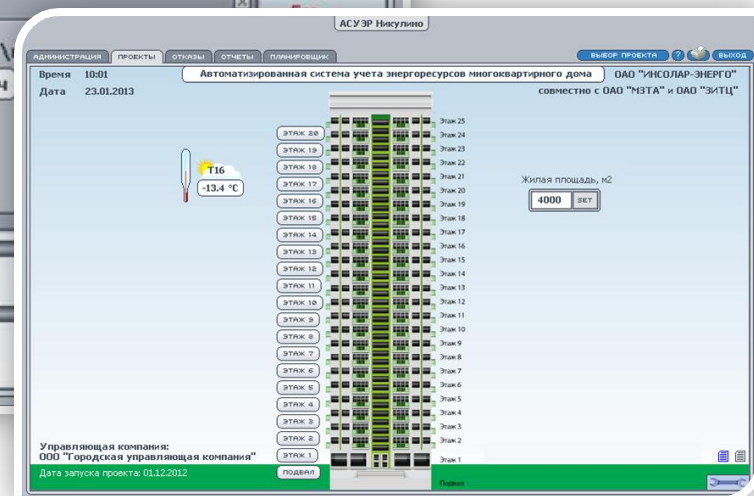 АСУЭР Никулино
АДМИНИСТРАЦИЯ ПРОЕКТЫ ОТКАЗЫ ОТЧЕТЫ ПЛАНИРОВЩИК ВЫБОР ПРОЕКТА ? ВЫХОД
Время 10:01 Автоматизированная система учета энергоресурсов многоквартирного дома ОАО "ИНСОЛАР-ЭНЕРГО"
Дата 23.01.2013 совместно с ОАО "МЗТА" и ОАО "ЗИТЦ"
Т16
-13.4 °C
Жилая площадь, м2
4000 SET
ЭТАЖ 20
ЭТАЖ 19
ЭТАЖ 18
ЭТАЖ 17
ЭТАЖ 16
ЭТАЖ 15
ЭТАЖ 14
ЭТАЖ 13
ЭТАЖ 12
ЭТАЖ 11
ЭТАЖ 10
ЭТАЖ 9
ЭТАЖ 8
ЭТАЖ 7
ЭТАЖ 6
ЭТАЖ 5
ЭТАЖ 4
ЭТАЖ 3
ЭТАЖ 2
ЭТАЖ 1
ПОДВАЛ
Этаж 25
Этаж 24
Этаж 23
Этаж 22
Этаж 21
Этаж 20
Этаж 19
Этаж 18
Этаж 17
Этаж 16
Этаж 15
Этаж 14
Этаж 13
Этаж 12
Этаж 11
Этаж 10
Этаж 9
Этаж 8
Этаж 7
Этаж 6
Этаж 5
Этаж 4
Этаж 3
Этаж 2
Этаж 1
Подвал
Управляющая компания:
ООО "Городская управляющая компания"
Дата запуска проекта: 01.12.2012